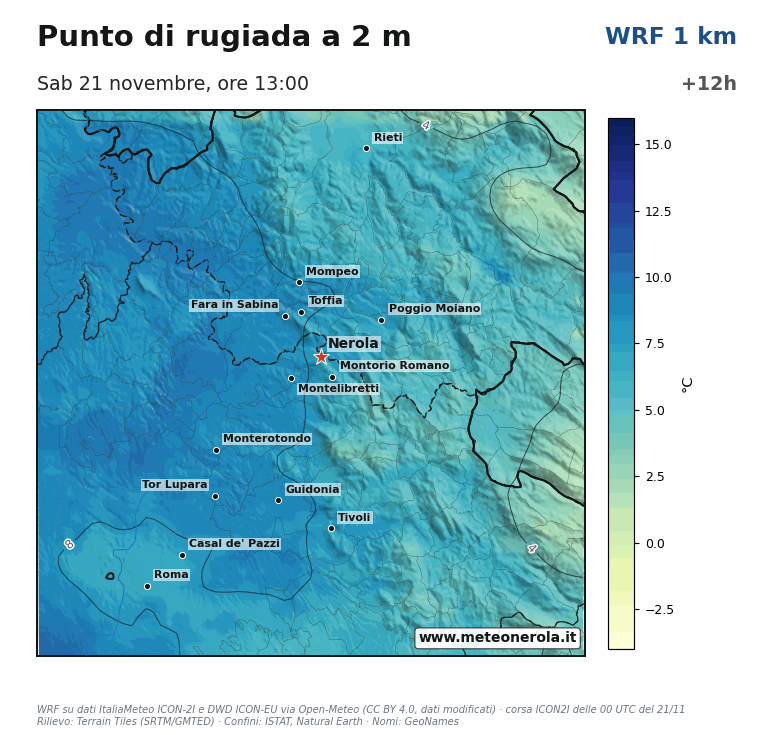 Punto di rugiada a 2 m
WRF 1 km
Sab 21 novembre, ore 13:00
+12h
4
Rieti
Mompeo
Fara in Sabina
Toffia
Poggio Moiano
Nerola
Montorio Romano
Montelibretti
Monterotondo
Tor Lupara
Guidonia
Tivoli
8
Casal de' Pazzi
4
Roma
www.meteonerola.it
15.0
12.5
10.0
7.5
5.0
2.5
0.0
−2.5
°C
WRF su dati ItaliaMeteo ICON-2I e DWD ICON-EU via Open-Meteo (CC BY 4.0, dati modificati) · corsa ICON2I delle 00 UTC del 21/11
Rilievo: Terrain Tiles (SRTM/GMTED) · Confini: ISTAT, Natural Earth · Nomi: GeoNames